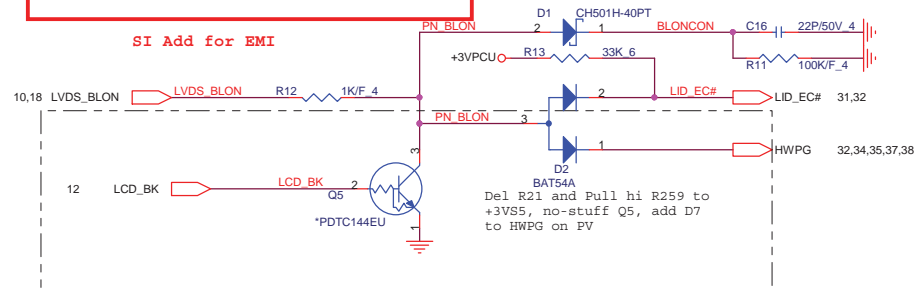 D1
CH501H-40PT
PN_BLON
2
1
BLONCON
C16
22P/50V_4
SI Add for EMI
+3VPCU
R13
33K_6
R11
100K/F_4
10,18
LVDS_BLON
LVDS_BLON
R12
1K/F_4
2
LID_EC#
LID_EC#
31,32
PN_BLON
3
3
1
HWPG
32,34,35,37,38
D2
BAT54A
12
LCD_BK
LCD_BK
2
Q5
*PDTC144EU
1
Del R21 and Pull hi R259 to
+3VS5, no-stuff Q5, add D7
to HWPG on PV